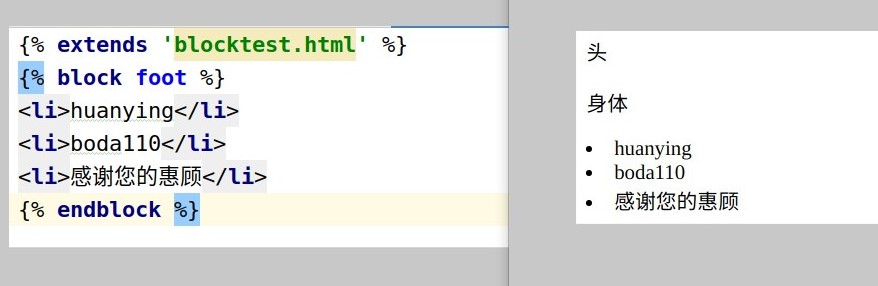 {% extends 'blocktest.html' %}
{% block foot %}
<li>huanying</li>
<li>boda110</li>
<li>感谢您的惠顾</li>
{% endblock %}
头
身体
huanying
boda110
感谢您的惠顾